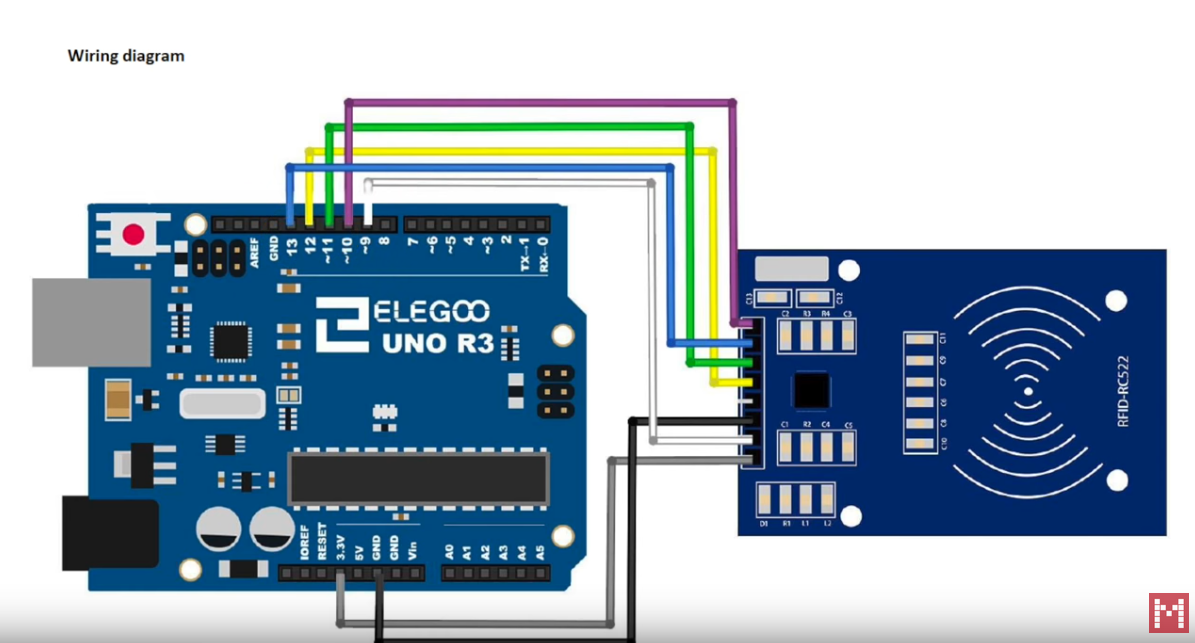 Wiring diagram
AREF
GND
13
12
~11
~10
~9
8
7
~6
~5
4
~3
2
TX→1
RX←0
ELEGOO
UNO R3
IOREF
RESET
3.3V
5V
GND
GND
Vin
A0
A1
A2
A3
A4
A5
C13
C12
C2
R3
R4
C3
C11
C9
C7
C6
C8
C10
RFID-RC522
C1
R2
C4
C5
D1
R1
L1
L2